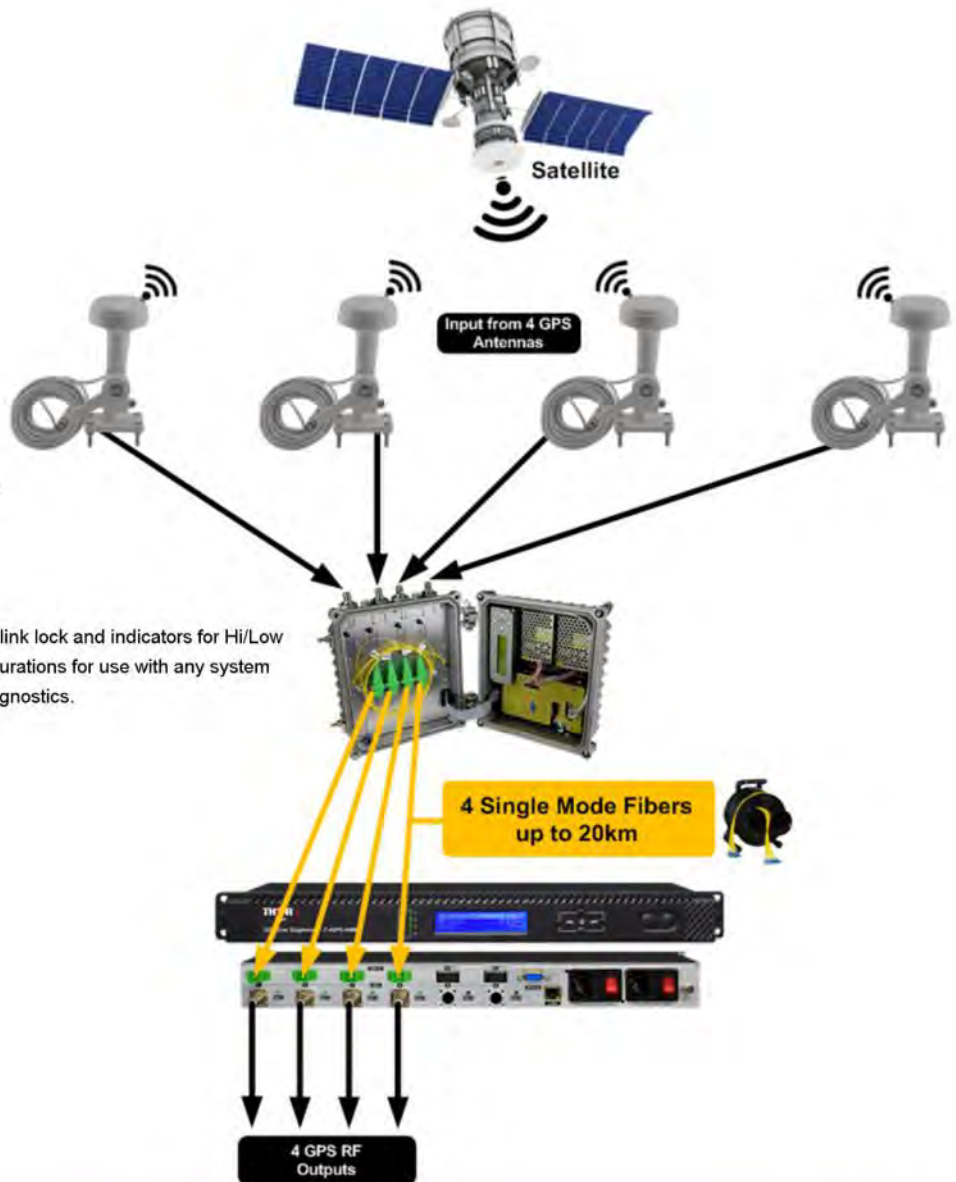 Satellite
Input from 4 GPS
Antennas
link lock and indicators for Hi/Low
urations for use with any system
gnostics.
4 Single Mode Fibers
up to 20km
4 GPS RF
Outputs